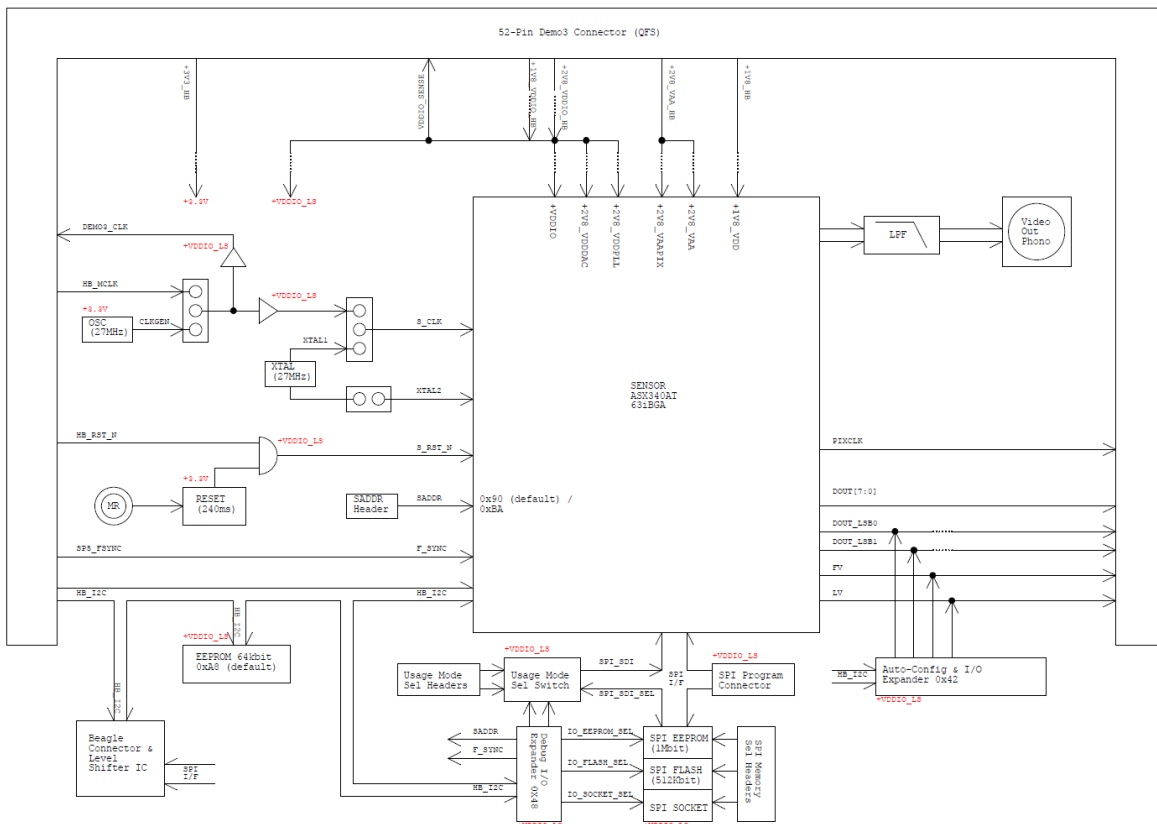 52-Pin Demo3 Connector (QFS)
+3V3_HB
VDDIO_SENSE
+1V8_VDDIO_HB
+2V8_VDDIO_HB
+2V8_VAA_HB
+1V8_HB
+3.3V
+VDDIO_LS
+VDDIO
+2V8_VDDDAC
+2V8_VDDPLL
+2V8_VAAPIX
+2V8_VAA
+1V8_VDD
DEMO3_CLK
+VDDIO_LS
LPF
Video
Out
Phono
HB_MCLK
+3.3V
OSC
(27MHz)
CLKGEN
+VDDIO_LS
S_CLK
XTAL1
XTAL
(27MHz)
XTAL2
SENSOR
ASX340AT
63iBGA
HB_RST_N
+VDDIO_LS
S_RST_N
+3.3V
MR
RESET
(240ms)
SADDR
Header
SADDR
0x90 (default) /
0xBA
PIXCLK
DOUT[7:0]
DOUT_LSB0
DOUT_LSB1
FV
LV
SP5_FSYNC
F_SYNC
HB_I2C
HB_I2C
HB_I2C
HB_I2C
+VDDIO_LS
EEPROM 64kbit
0xA8 (default)
Beagle
Connector &
Level
Shifter IC
SPI
I/F
Usage Mode
Sel Headers
+VDDIO_LS
Usage Mode
Sel Switch
SPI_SDI
SPI_SDI_SEL
SPI
I/F
+VDDIO_LS
SPI Program
Connector
HB_I2C
Auto-Config & I/O
Expander 0x42
+VDDIO_LS
SADDR
F_SYNC
HB_I2C
Debug I/O
Expander 0X48
+VDDIO_LS
IO_EEPROM_SEL
IO_FLASH_SEL
IO_SOCKET_SEL
SPI EEPROM
(1Mbit)
SPI FLASH
(512Kbit)
SPI SOCKET
+VDDIO_LS
SPI Memory
Sel Headers